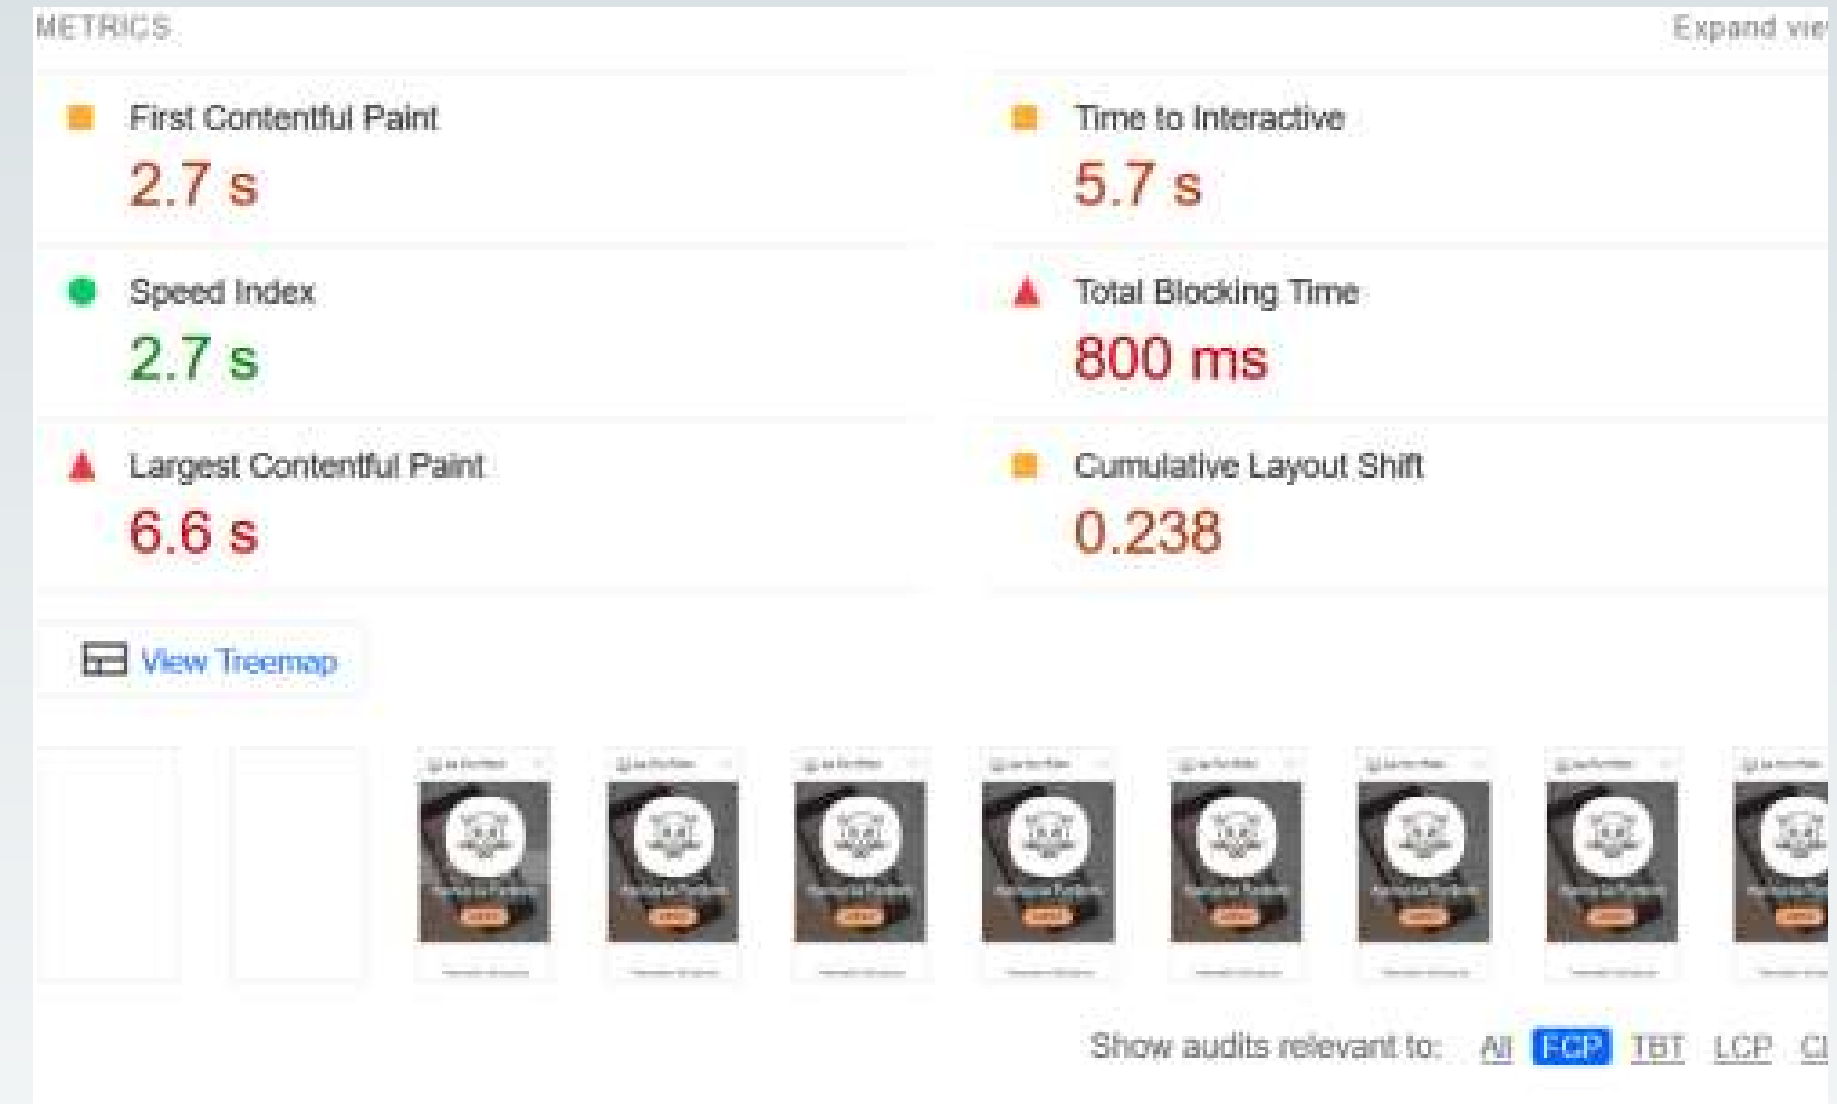 METRICS
Expand vie
First Contentful Paint
2.7 s
Time to Interactive
5.7 s
Speed Index
2.7 s
Total Blocking Time
800 ms
Largest Contentful Paint
6.6 s
Cumulative Layout Shift
0.238
View Treemap
Show audits relevant to: All FCP TBT LCP CL